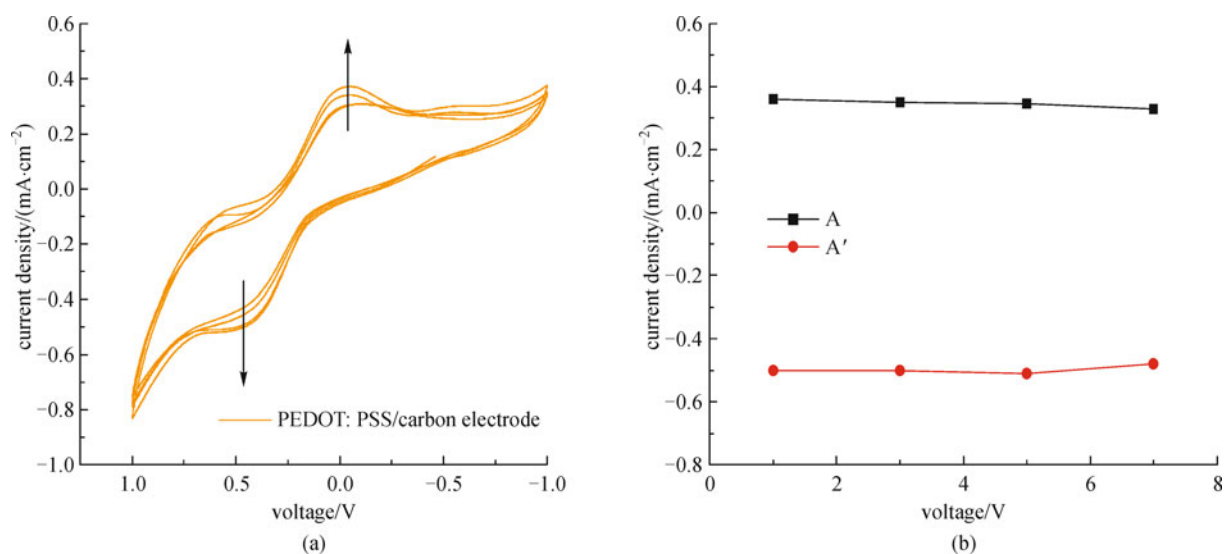 0.6
0.4
0.2
0.0
−0.2
−0.4
−0.6
−0.8
−1.0
current density/(mA·cm⁻²)
PEDOT: PSS/carbon electrode
1.0 0.5 0.0 −0.5 −1.0
voltage/V
(a)
0.6
0.4
0.2
0.0
−0.2
−0.4
−0.6
−0.8
current density/(mA·cm⁻²)
A
A′
0 2 4 6 8
voltage/V
(b)